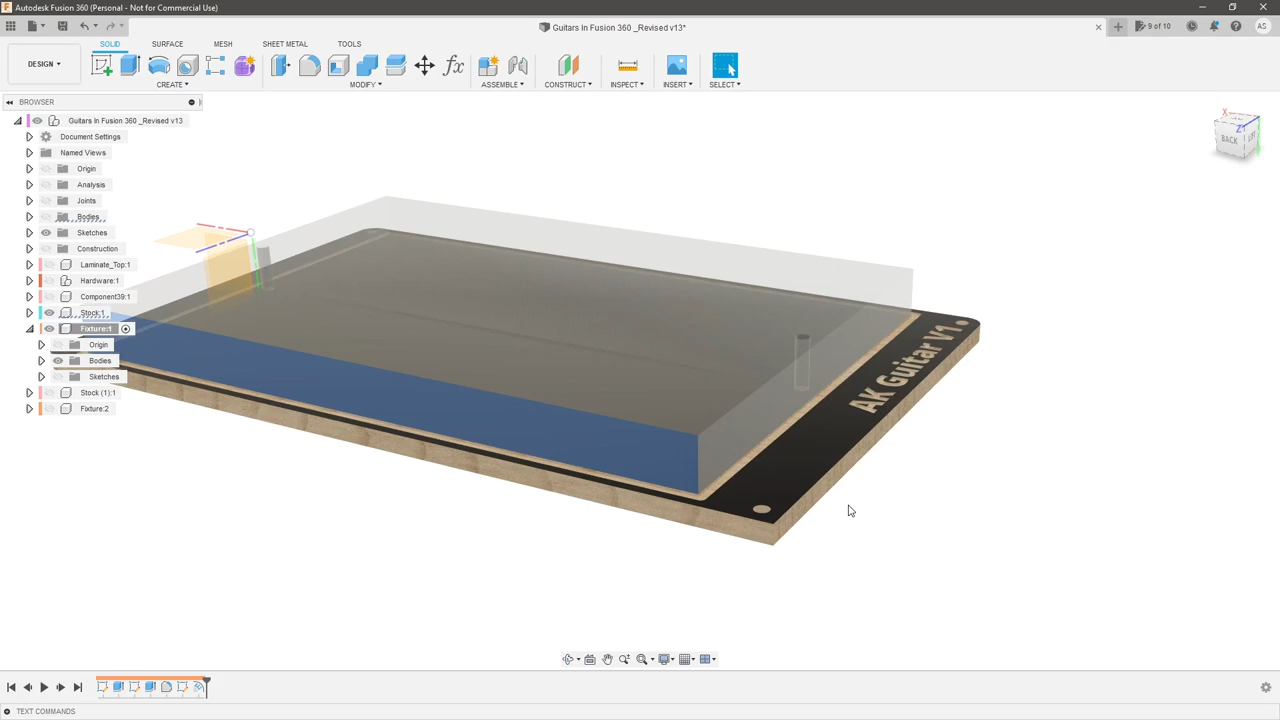 Autodesk Fusion 360 (Personal - Not for Commercial Use)
Guitars In Fusion 360 _Revised v13*
9 of 10
AS
SOLID
SURFACE
MESH
SHEET METAL
TOOLS
DESIGN
CREATE
MODIFY
ASSEMBLE
CONSTRUCT
INSPECT
INSERT
SELECT
BROWSER
Guitars In Fusion 360 _Revised v13
Document Settings
Named Views
Origin
Analysis
Joints
Bodies
Sketches
Construction
Laminate_Top:1
Hardware:1
Component39:1
Stock:1
Fixture:1
Origin
Bodies
Sketches
Stock (1):1
Fixture:2
AK Guitar V1
X
Z
BACK
TEXT COMMANDS